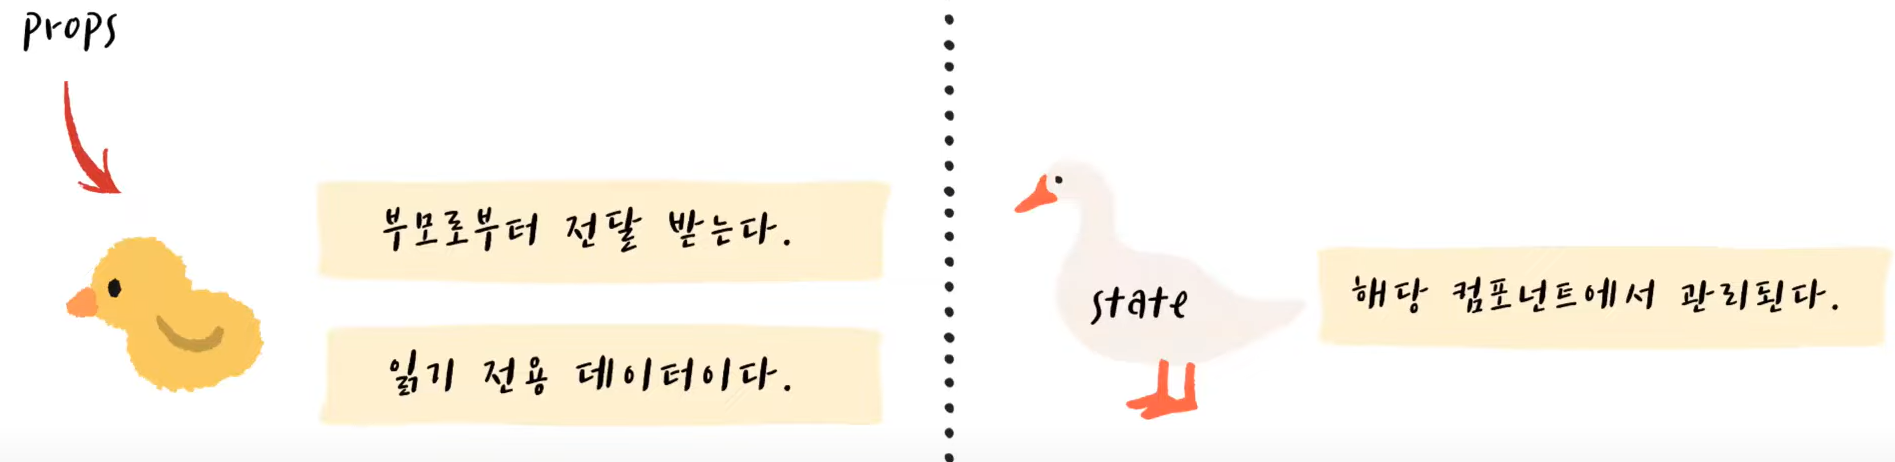 props
부모로부터 전달 받는다.
읽기 전용 데이터이다.
state
해당 컴포넌트에서 관리된다.